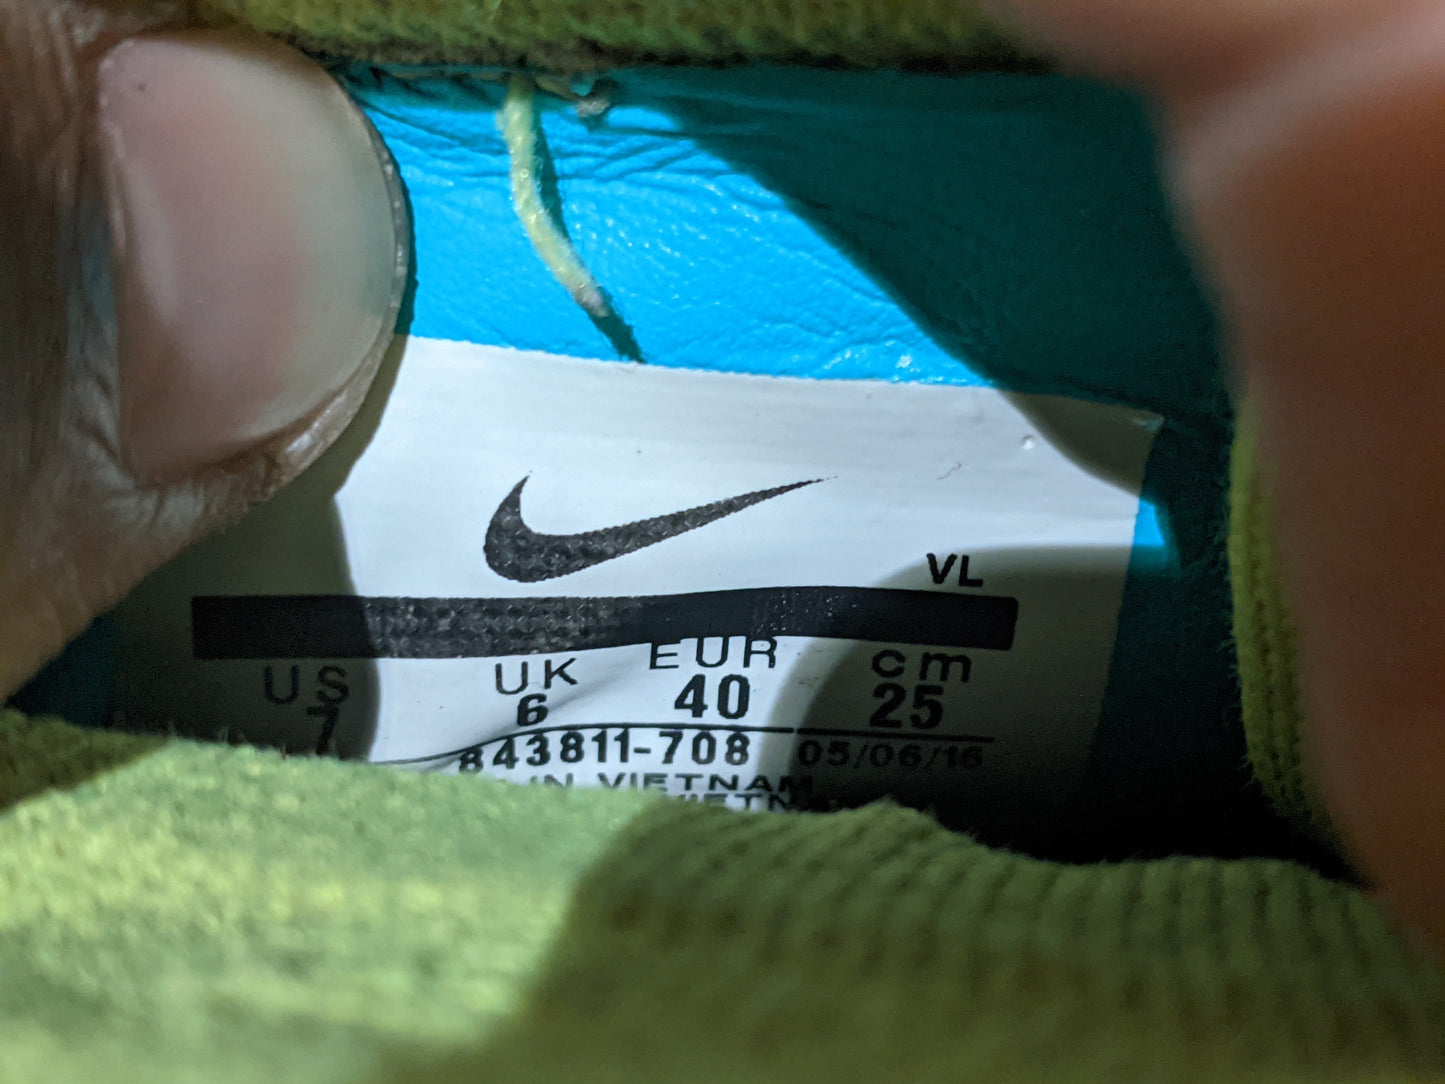 VL
US UK EUR cm
7 6 40 25
843811-708 05/06/16
IN VIETNAM